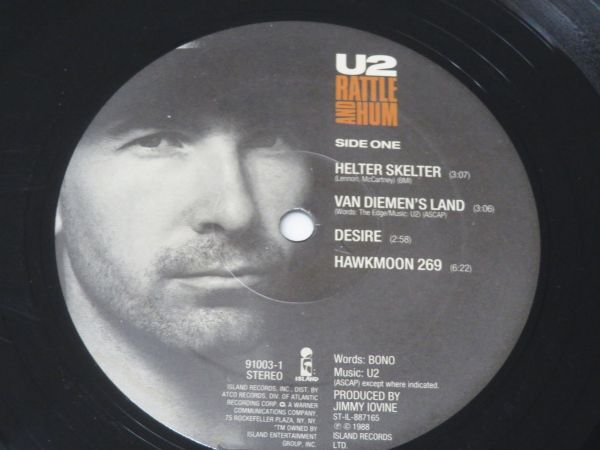 U2
RATTLE
AND HUM
SIDE ONE
HELTER SKELTER (3:07)
(Lennon, McCartney) (BMI)
VAN DIEMEN'S LAND (3:06)
(Words: The Edge/Music: U2) (ASCAP)
DESIRE (2:58)
HAWKMOON 269 (6:22)
91003-1
STEREO
ISLAND
ISLAND RECORDS, INC., DIST. BY
ATCO RECORDS, DIV. OF ATLANTIC
RECORDING CORP. A WARNER
COMMUNICATIONS COMPANY,
75 ROCKEFELLER PLAZA, NY, NY.
"TM OWNED BY
ISLAND ENTERTAINMENT
GROUP, INC.
Words: BONO
Music: U2
(ASCAP) except where indicated.
PRODUCED BY
JIMMY IOVINE
ST-IL-887165
℗ © 1988
ISLAND RECORDS
LTD.